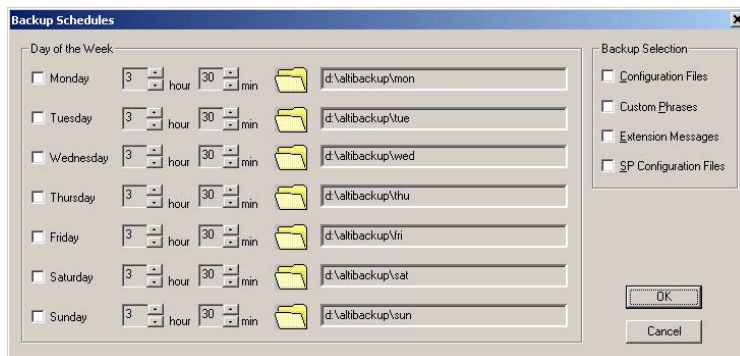 Backup Schedules
Day of the Week
Monday 3 hour 30 min d:\altibackup\mon
Tuesday 3 hour 30 min d:\altibackup\tue
Wednesday 3 hour 30 min d:\altibackup\wed
Thursday 3 hour 30 min d:\altibackup\thu
Friday 3 hour 30 min d:\altibackup\fri
Saturday 3 hour 30 min d:\altibackup\sat
Sunday 3 hour 30 min d:\altibackup\sun
Backup Selection
Configuration Files
Custom Phrases
Extension Messages
SP Configuration Files
OK
Cancel